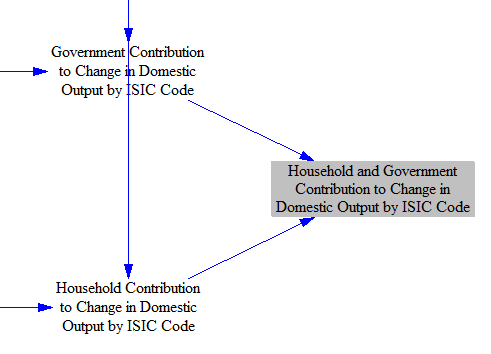 Government Contribution
to Change in Domestic
Output by ISIC Code
Household and Government
Contribution to Change in
Domestic Output by ISIC Code
Household Contribution
to Change in Domestic
Output by ISIC Code